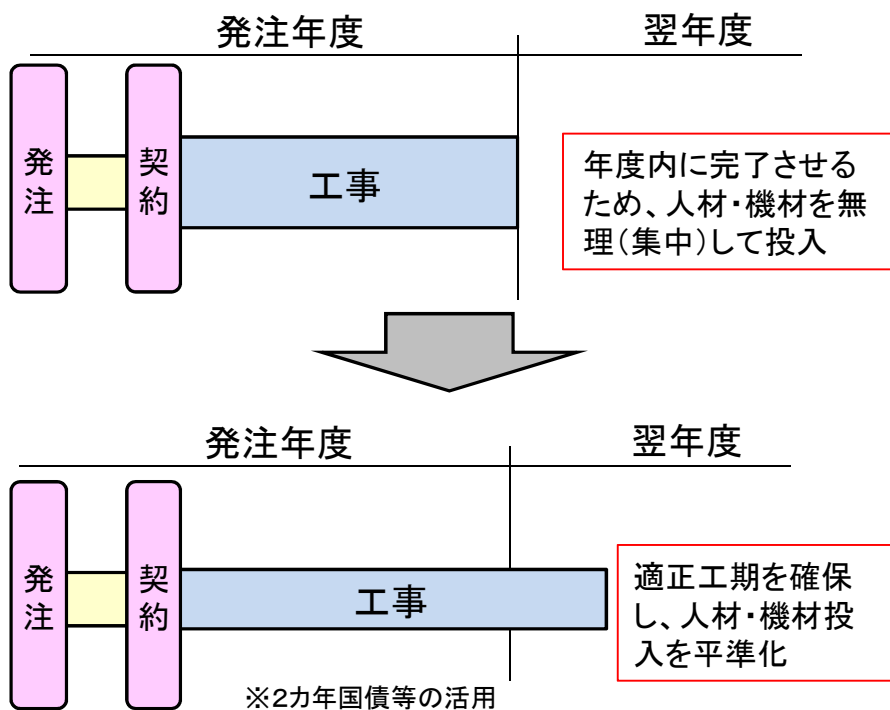 発注年度
翌年度
発注
契約
工事
年度内に完了させる
ため、人材・機材を無
理(集中)して投入
発注年度
翌年度
発注
契約
工事
適正工期を確保
し、人材・機材投
入を平準化
※2カ年国債等の活用